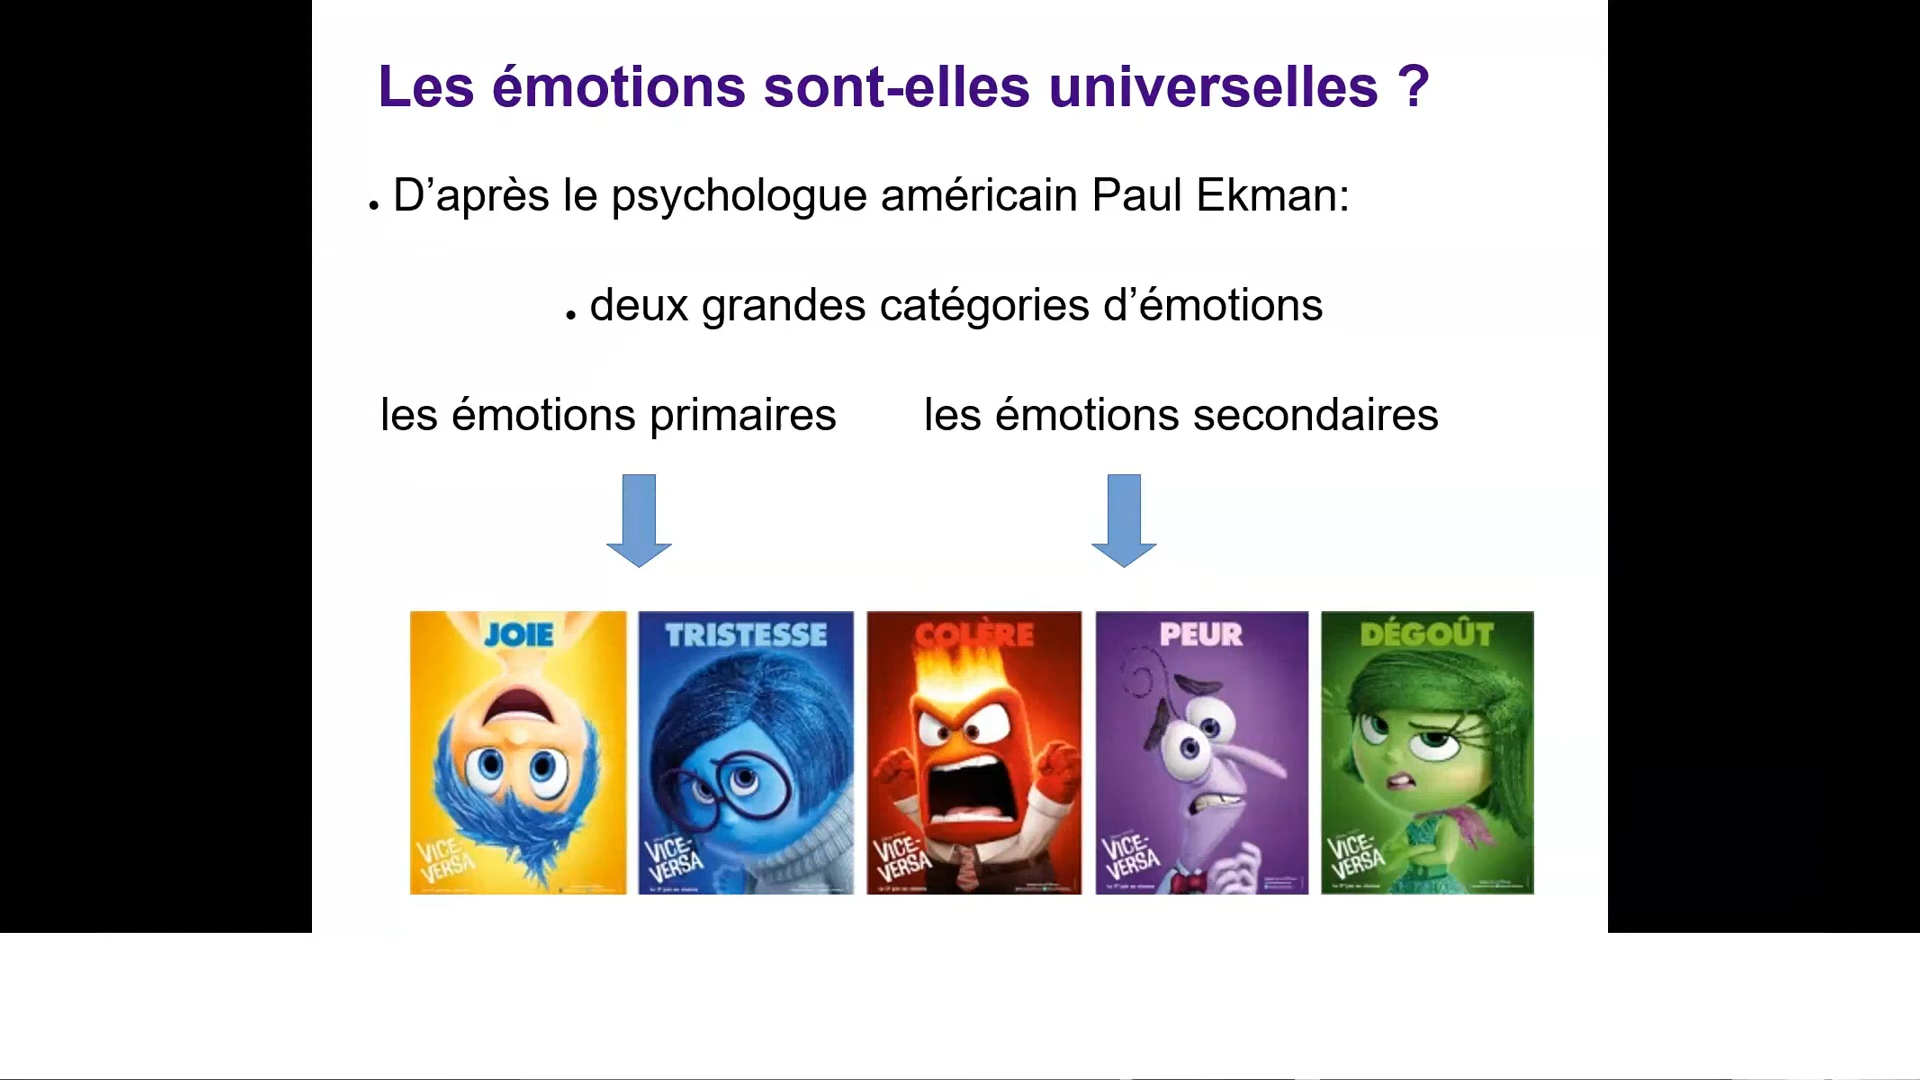 Les émotions sont-elles universelles ?
• D’après le psychologue américain Paul Ekman:
• deux grandes catégories d’émotions
les émotions primaires les émotions secondaires
JOIE TRISTESSE COLÈRE PEUR DÉGOÛT
VICE-VERSA VICE-VERSA VICE-VERSA VICE-VERSA VICE-VERSA